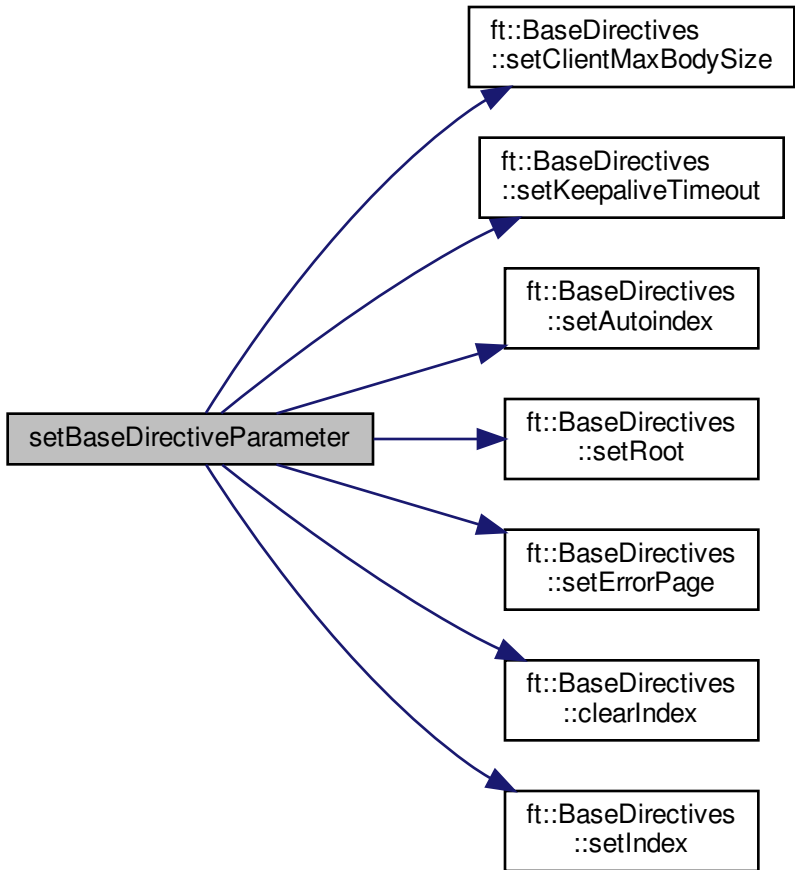 ft::BaseDirectives
::setClientMaxBodySize
ft::BaseDirectives
::setKeepaliveTimeout
ft::BaseDirectives
::setAutoindex
setBaseDirectiveParameter
ft::BaseDirectives
::setRoot
ft::BaseDirectives
::setErrorPage
ft::BaseDirectives
::clearIndex
ft::BaseDirectives
::setIndex